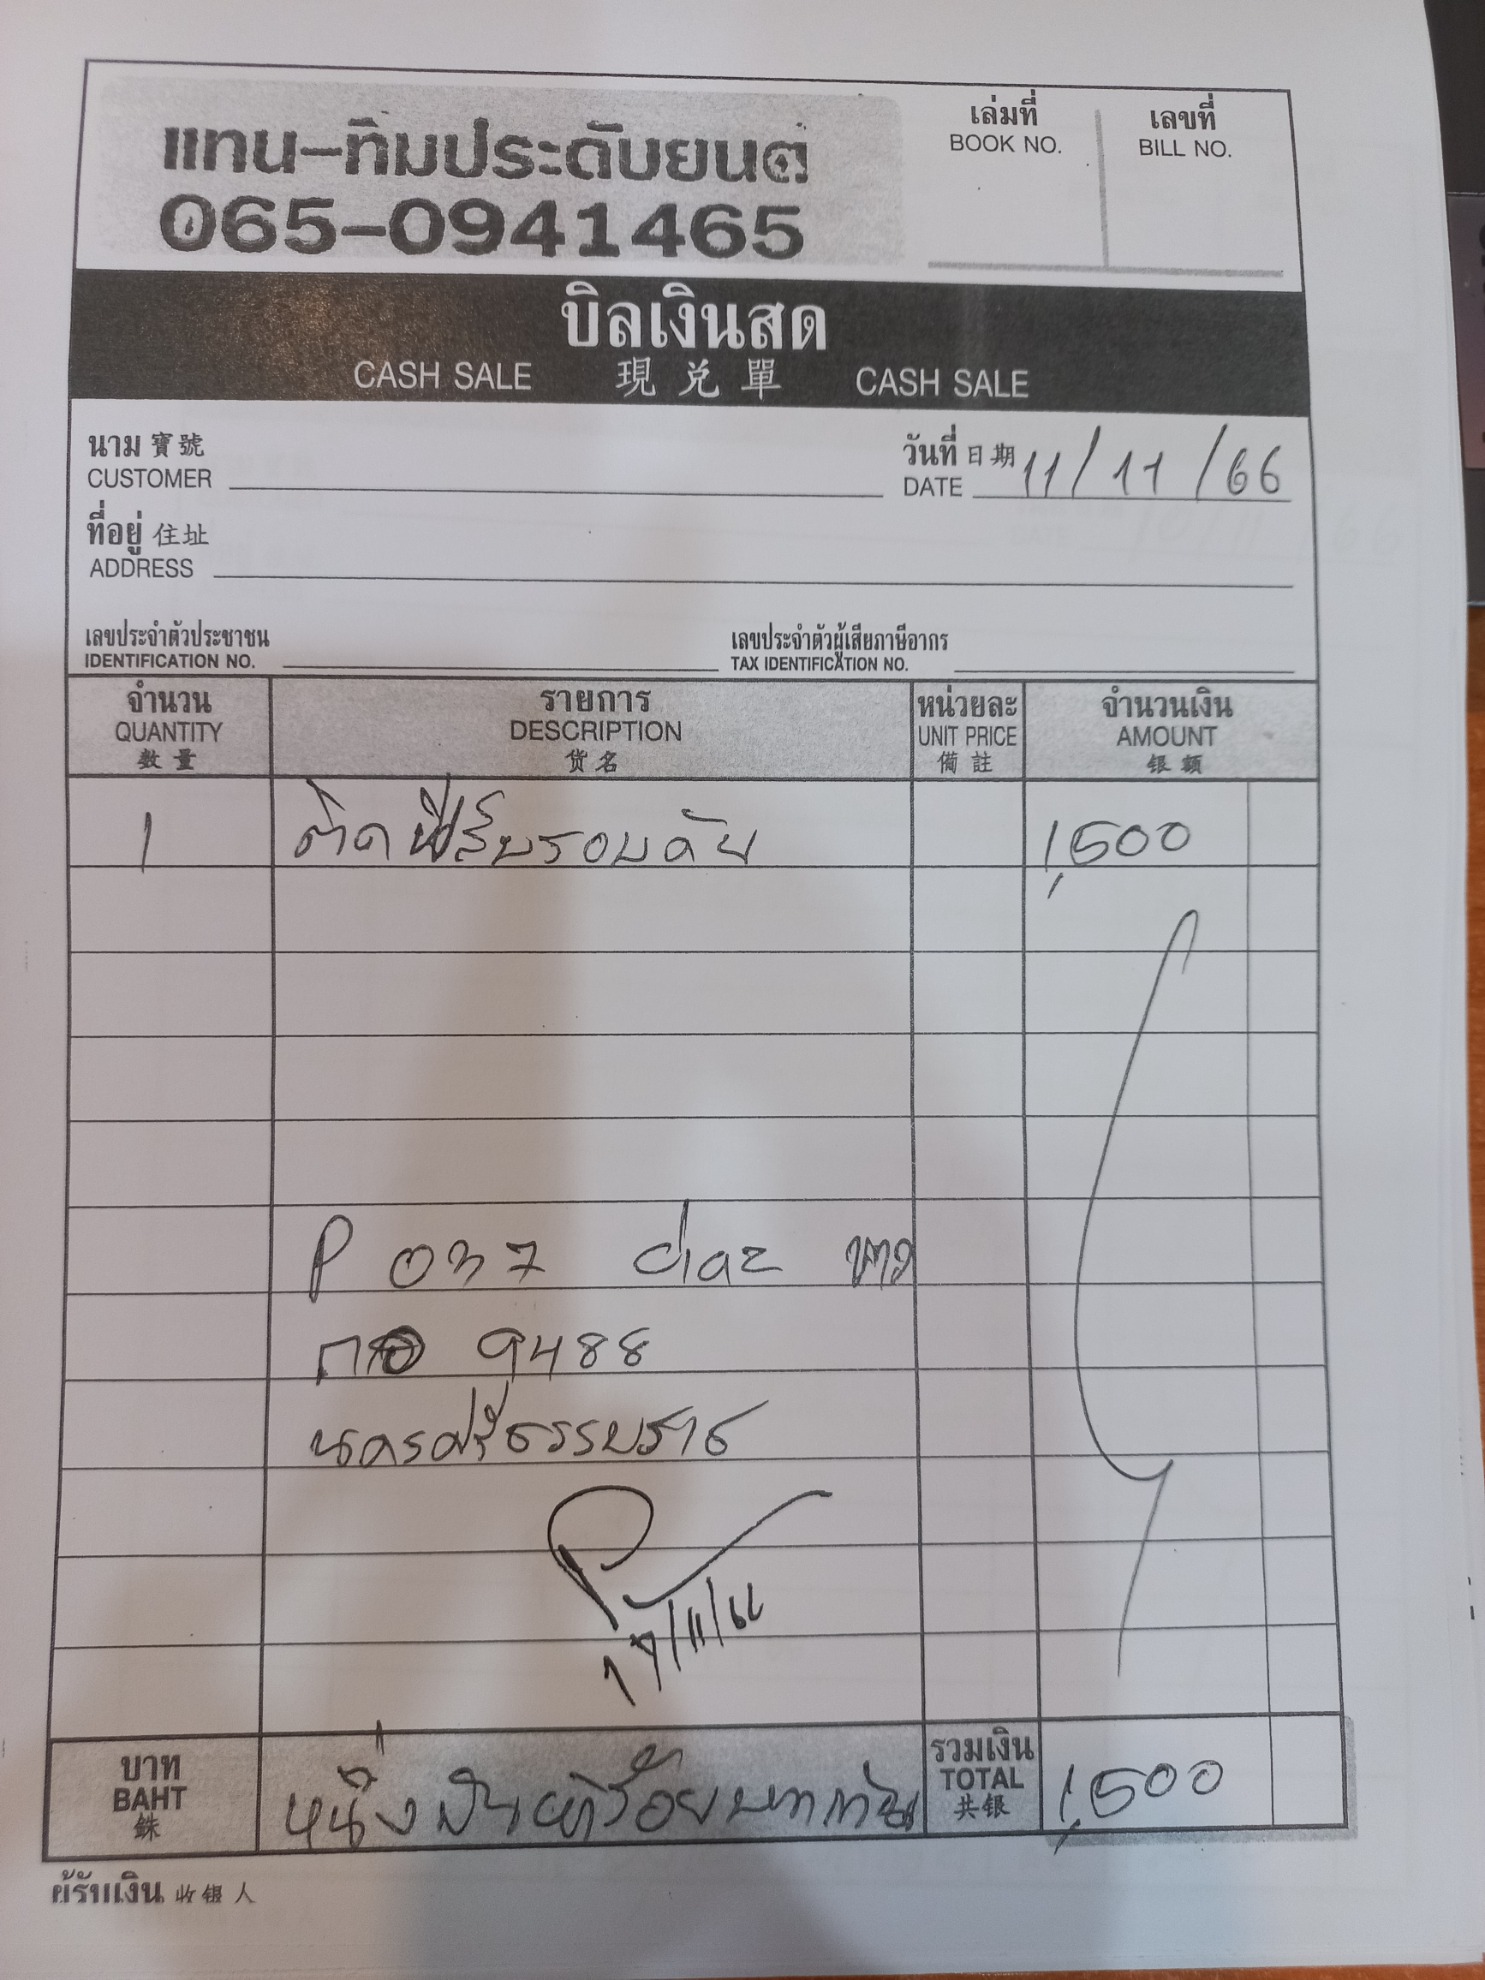 แทน-ทิมประดับยนต์
065-0941465
เล่มที่
BOOK NO.
เลขที่
BILL NO.
บิลเงินสด
CASH SALE 現兑單 CASH SALE
นาม 寶號
CUSTOMER
วันที่ 日期
DATE 11/11/66
ที่อยู่ 住址
ADDRESS
เลขประจำตัวประชาชน
IDENTIFICATION NO.
เลขประจำตัวผู้เสียภาษีอากร
TAX IDENTIFICATION NO.
จำนวน
QUANTITY
数量
รายการ
DESCRIPTION
货名
หน่วยละ
UNIT PRICE
備註
จำนวนเงิน
AMOUNT
银額
1 ติดฟีล์มรอบคัน 1,500
P 037 ciaz ขาว
9488
นครศรีธรรมราช
17/11/66
บาท
BAHT
銖
หนึ่งพันห้าร้อยบาทถ้วน
รวมเงิน
TOTAL
共银
1,500
ผู้รับเงิน 收银人